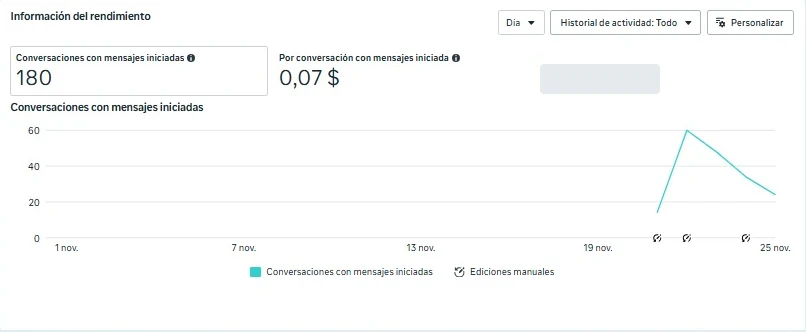 Información del rendimiento
Día
Historial de actividad: Todo
Personalizar
Conversaciones con mensajes iniciadas
Por conversación con mensajes iniciada
180
0,07 $
Conversaciones con mensajes iniciadas
60
40
20
0
1 nov.
7 nov.
13 nov.
19 nov.
25 nov.
Conversaciones con mensajes iniciadas
Ediciones manuales